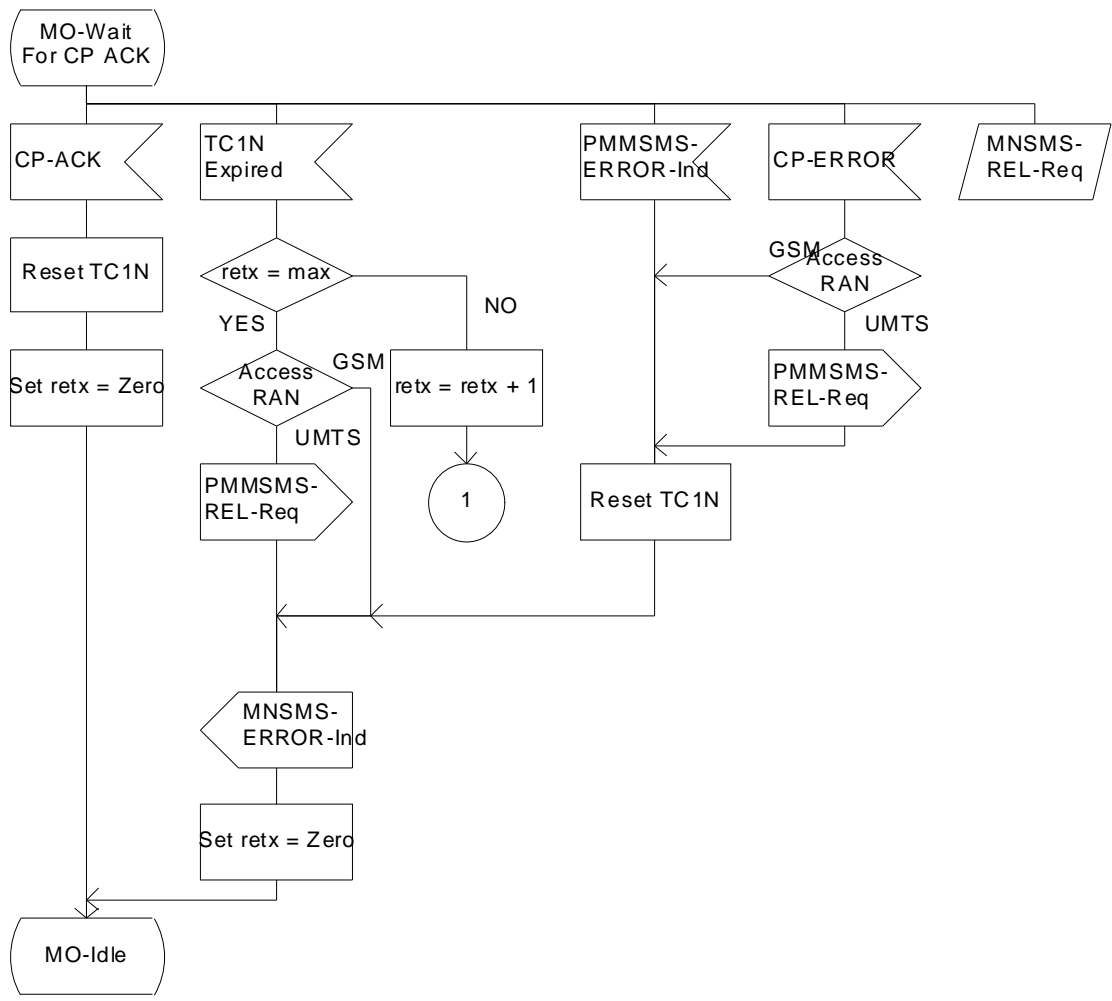 MO-Wait
For CP ACK
CP-ACK
TC1N
Expired
PMMSMS-
ERROR-Ind
CP-ERROR
MNSMS-
REL-Req
Reset TC1N
retx = max
GSM
Access
RAN
NO
YES
UMTS
Set retx = Zero
Access
RAN
GSM
retx = retx + 1
PMMSMS-
REL-Req
UMTS
PMMSMS-
REL-Req
1
Reset TC1N
MNSMS-
ERROR-Ind
Set retx = Zero
MO-Idle